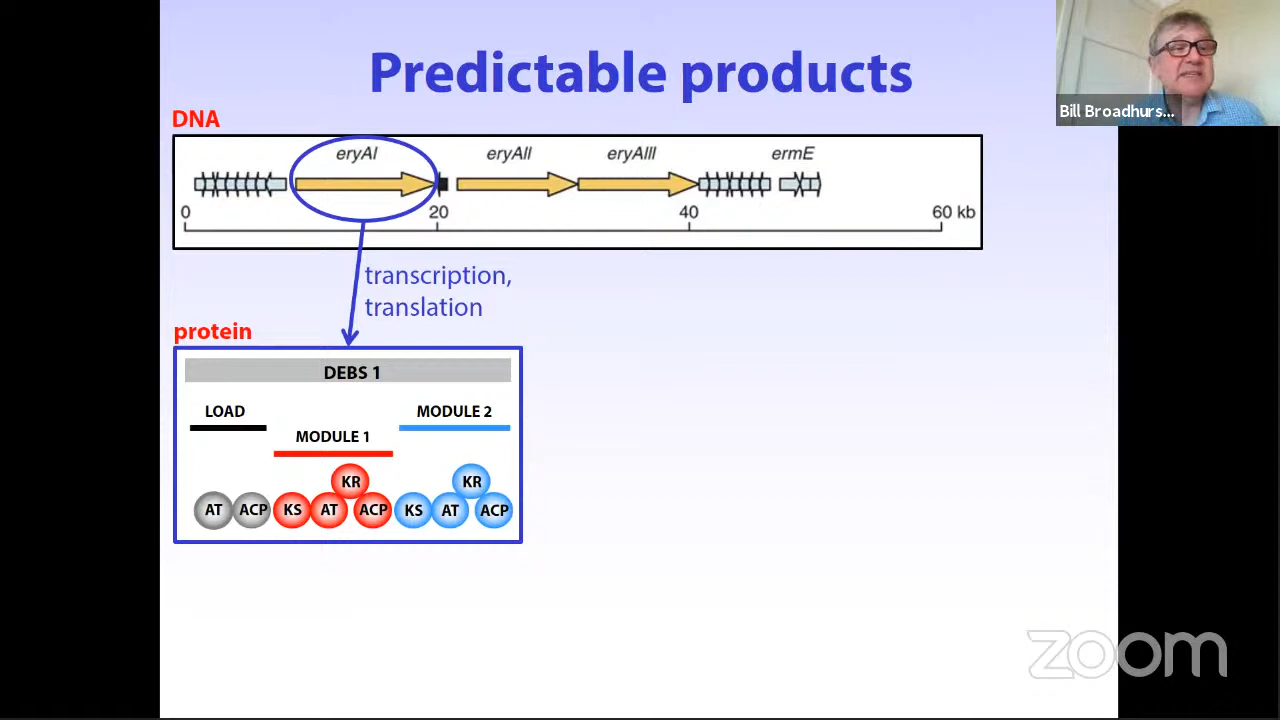 Predictable products
Bill Broadhurs...
DNA
eryAI eryAII eryAIII ermE
0 20 40 60 kb
transcription,
translation
protein
DEBS 1
LOAD MODULE 2
MODULE 1
KR KR
AT ACP KS AT ACP KS AT ACP
zoom